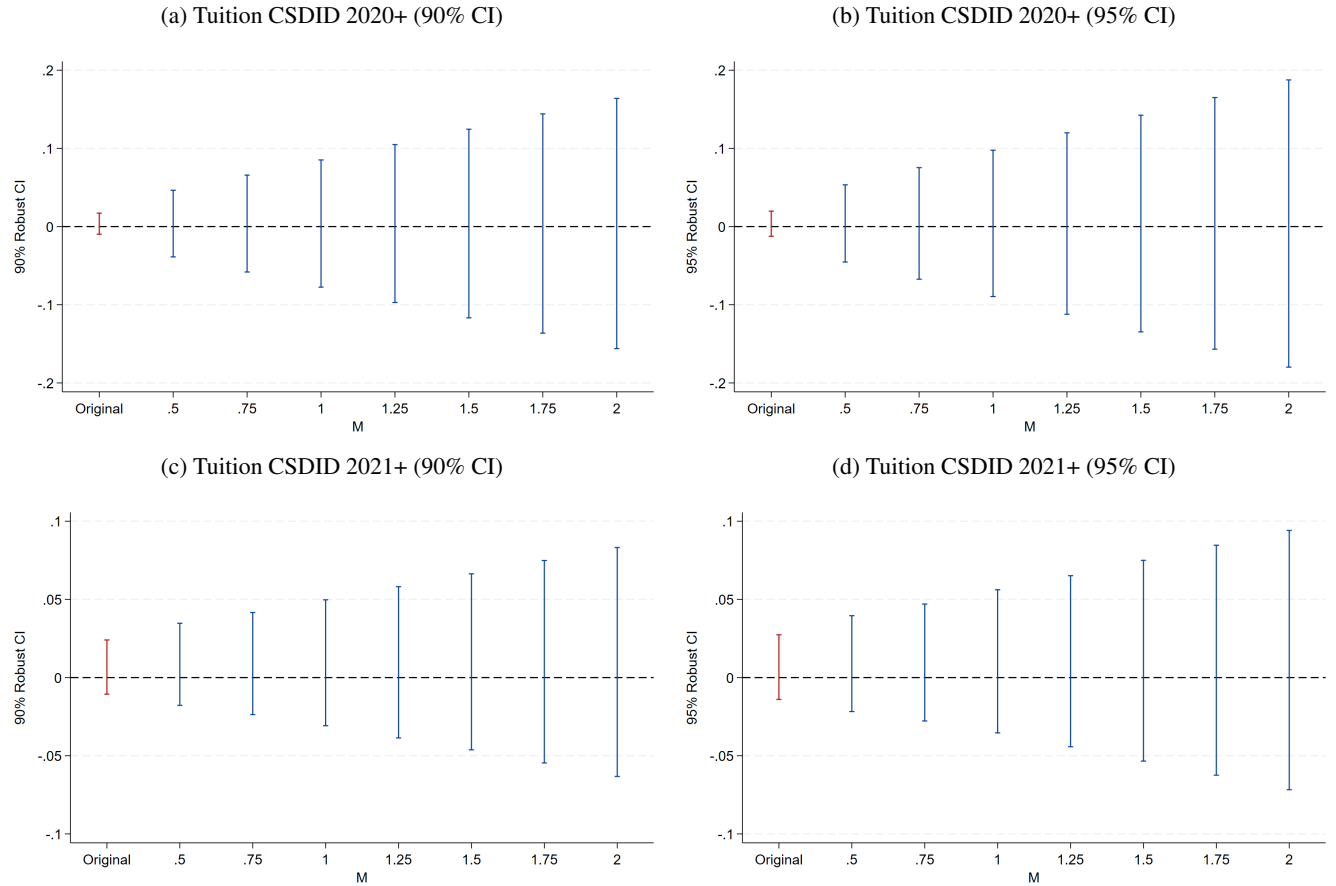 (a) Tuition CSDID 2020+ (90% CI)
.2
.1
0
-.1
-.2
90% Robust CI
Original .5 .75 1 1.25 1.5 1.75 2
M
(b) Tuition CSDID 2020+ (95% CI)
.2
.1
0
-.1
-.2
95% Robust CI
Original .5 .75 1 1.25 1.5 1.75 2
M
(c) Tuition CSDID 2021+ (90% CI)
.1
.05
0
-.05
-.1
90% Robust CI
Original .5 .75 1 1.25 1.5 1.75 2
M
(d) Tuition CSDID 2021+ (95% CI)
.1
.05
0
-.05
-.1
95% Robust CI
Original .5 .75 1 1.25 1.5 1.75 2
M